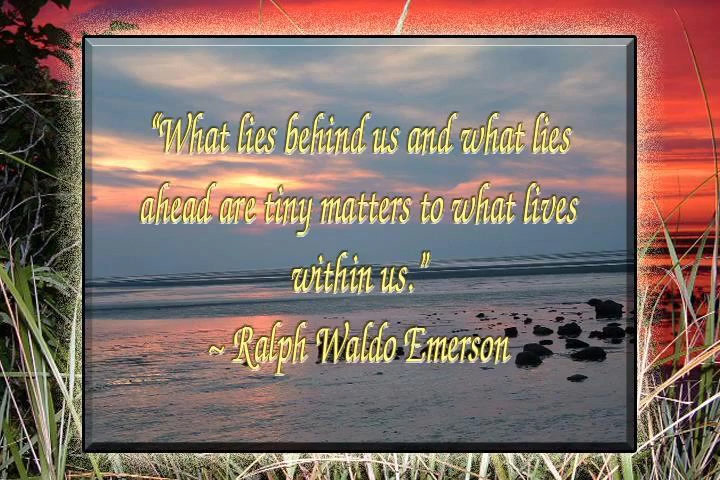 "What lies behind us and what lies
ahead are tiny matters to what lives
within us."
~ Ralph Waldo Emerson